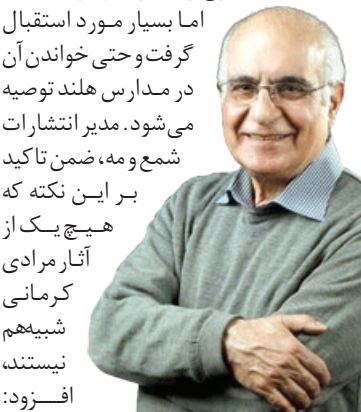 اما بسیار مورد استقبال
گرفت و حتی خواندن آن
در مدارس هلند توصیه
می‌شود. مدیر انتشارات
شمع و مه، ضمن تاکید
بر این نکته که
هیچ یک از
آثار مرادی
کرمانی
شبیه‌هم
نیستند،
افزود: